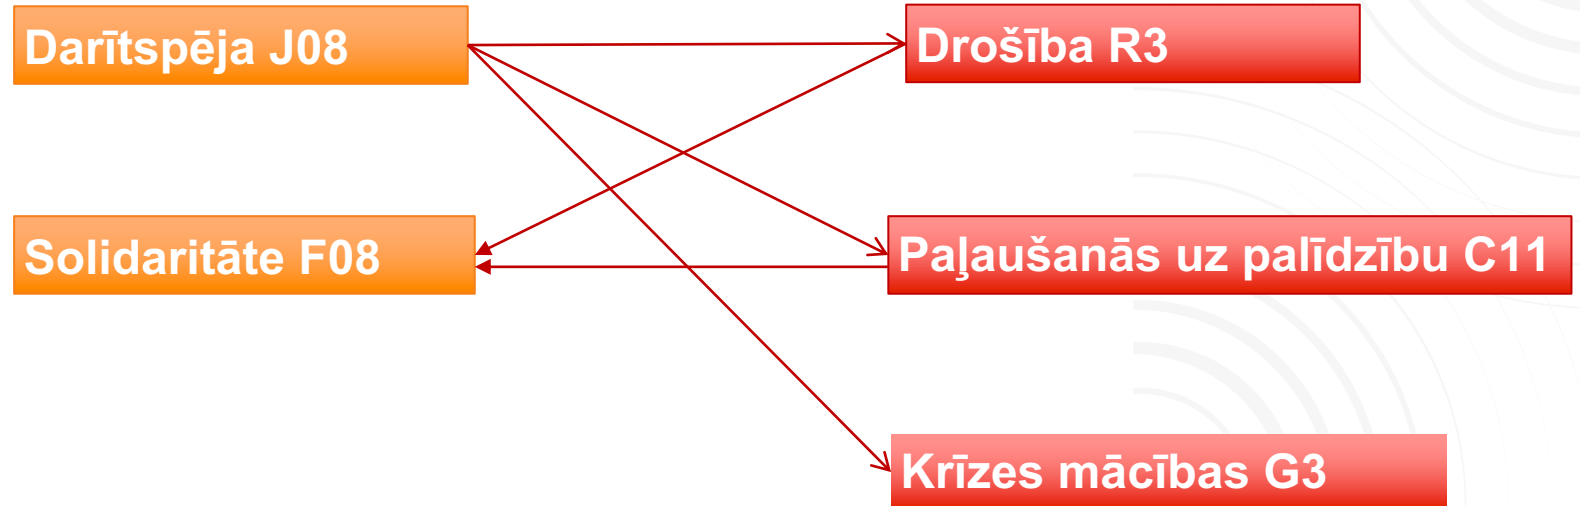 Darītspēja J08
Drošība R3
Solidaritāte F08
Paļaušanās uz palīdzību C11
Krīzes mācības G3